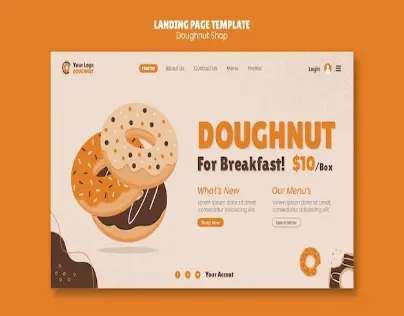 LANDING PAGE TEMPLATE
Doughnut Shop
Your Logo
DOUGHNUT
Home
About Us
Contact Us
Menu
Promo
Login
DOUGHNUT
For Breakfast! $10/Box
What's New
Our Menu's
Lorem ipsum dolor sit amet,
consectetur adipiscing elit.
Lorem ipsum dolor sit amet,
consectetur adipiscing elit.
Shop Now
Learn More
Your Accout